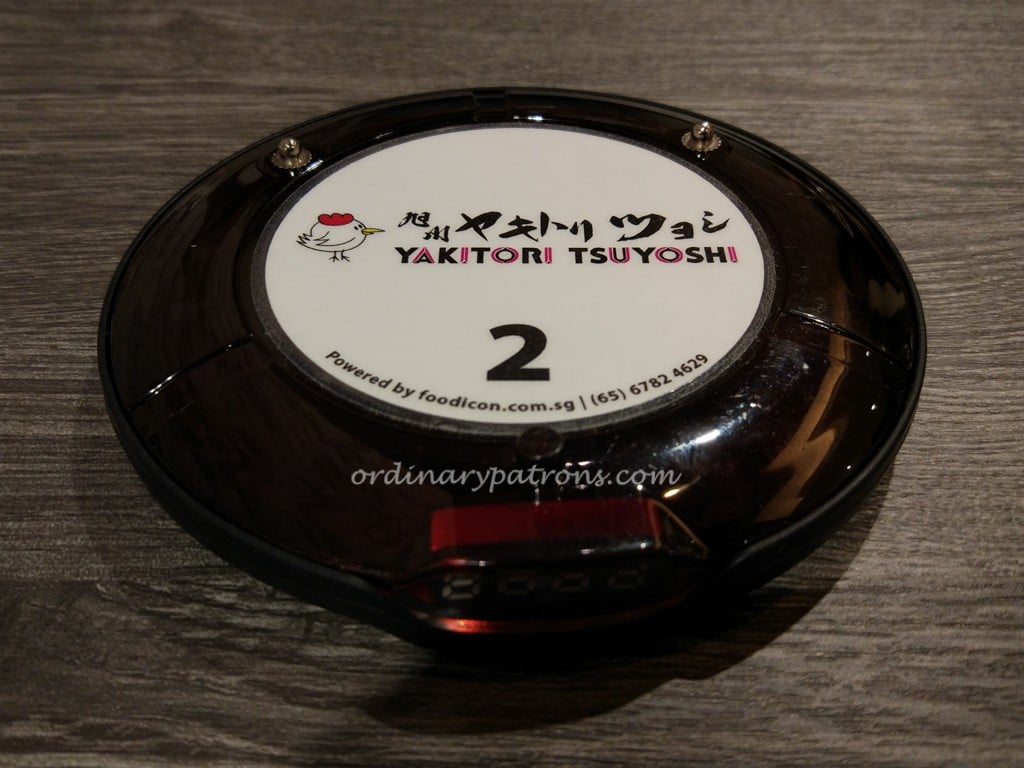 旭州 ヤキトリ ツヨシ
YAKITORI TSUYOSHI
2
Powered by foodicon.com.sg | (65) 6782 4629
ordinarypatrons.com